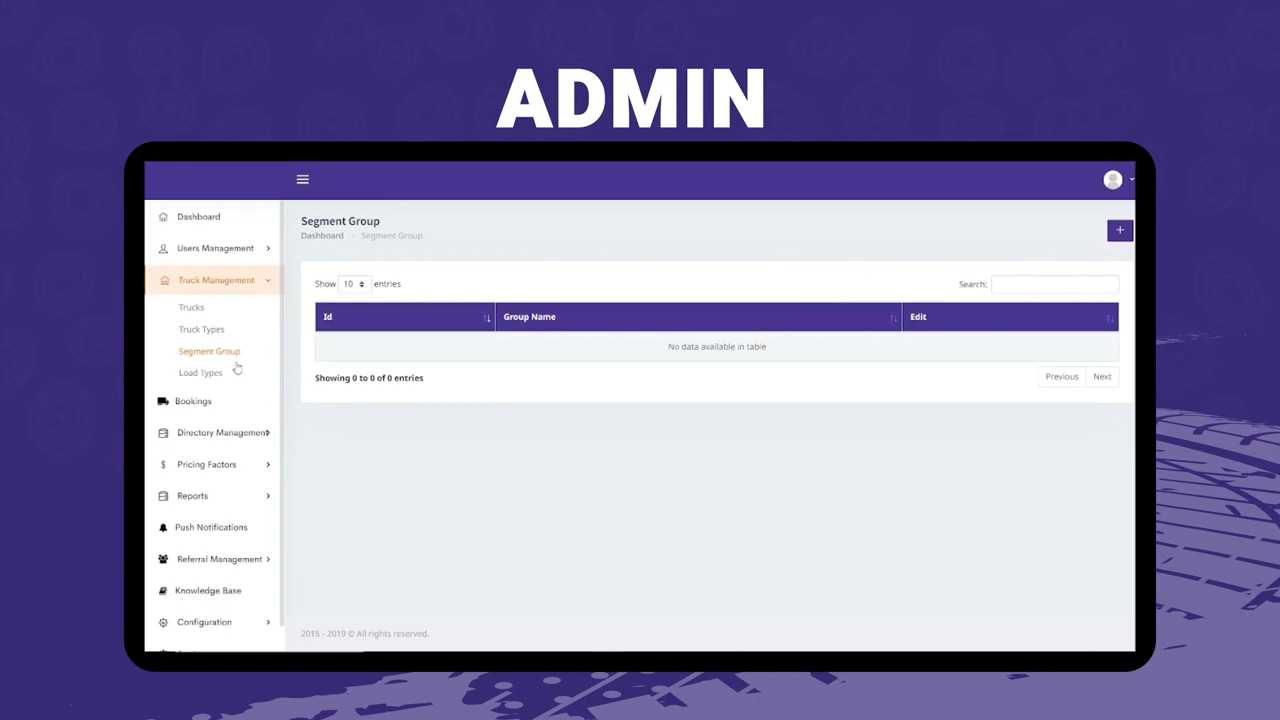 ADMIN
Dashboard
Users Management
Truck Management
Trucks
Truck Types
Segment Group
Load Types
Bookings
Directory Management
Pricing Factors
Reports
Push Notifications
Referral Management
Knowledge Base
Configuration
Segment Group
Dashboard Segment Group
+
Show 10 entries
Search:
Id Group Name Edit
No data available in table
Showing 0 to 0 of 0 entries
Previous Next
2015 - 2019 © All rights reserved.